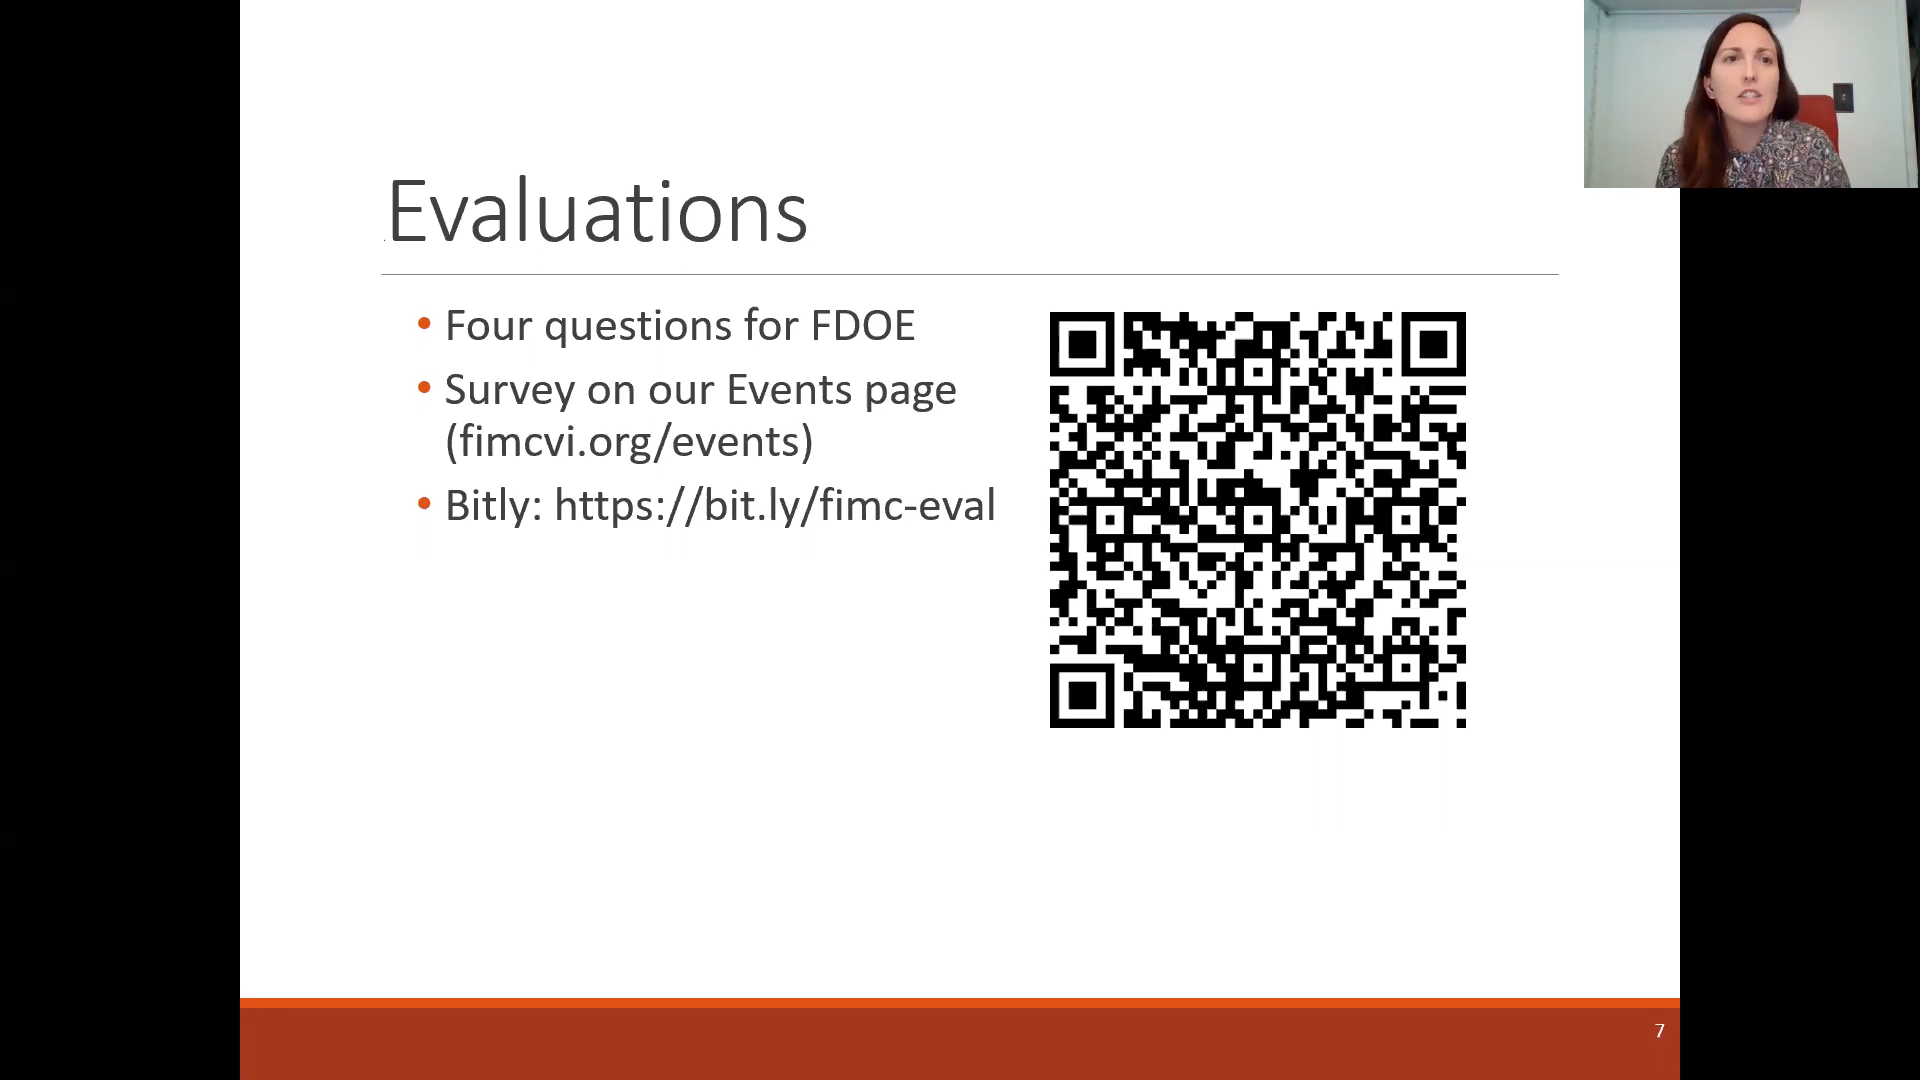 Evaluations
• Four questions for FDOE
• Survey on our Events page
(fimcvi.org/events)
• Bitly: https://bit.ly/fimc-eval
7